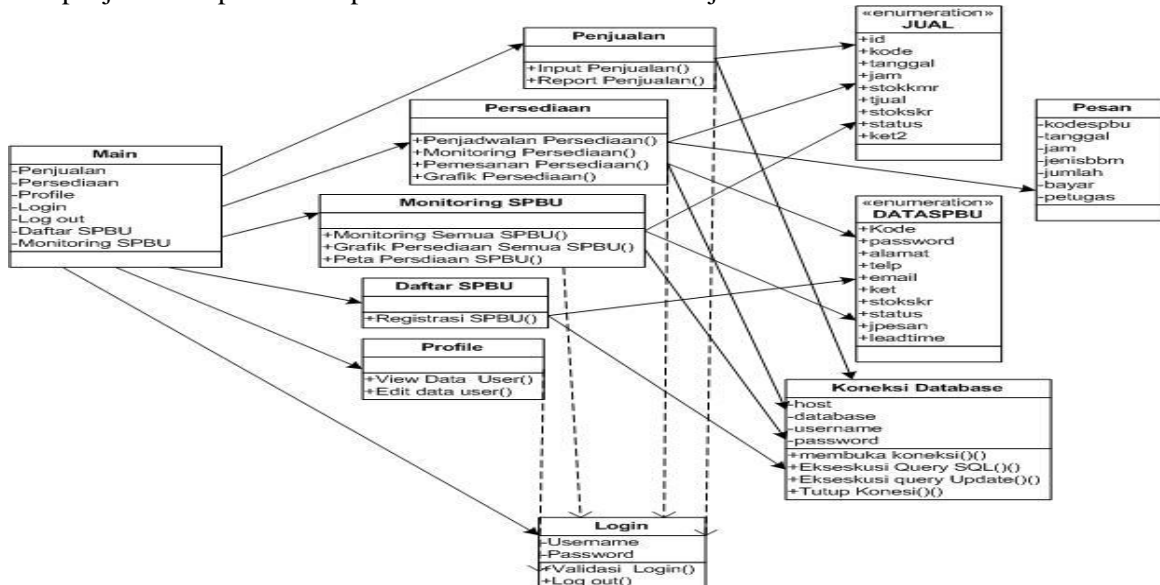 Penjualan
+Input Penjualan()
+Report Penjualan()
«enumeration»
JUAL
+id
+kode
+tanggal
+jam
+stokkmr
+tjual
+stokskr
+status
+ket2
Persediaan
+Penjadwalan Persediaan()
+Monitoring Persediaan()
+Pemesanan Persediaan()
+Grafik Persediaan()
Pesan
-kodespbu
-tanggal
-jam
-jenisbbm
-jumlah
-bayar
-petugas
Main
-Penjualan
-Persediaan
-Profile
-Login
-Log out
-Daftar SPBU
-Monitoring SPBU
Monitoring SPBU
+Monitoring Semua SPBU()
+Grafik Persediaan Semua SPBU()
+Peta Persdiaan SPBU()
«enumeration»
DATASPBU
+Kode
+password
+alamat
+telp
+email
+ket
+stokskr
+status
+jpesan
+leadtime
Daftar SPBU
+Registrasi SPBU()
Profile
+View Data User()
+Edit data user()
Koneksi Database
-host
-database
-username
-password
+membuka koneksi()()
+Ekseskusi Query SQL()()
+Ekseskusi query Update()()
+Tutup Konesi()()
Login
-Username
-Password
+Validasi Login()
+Log out()